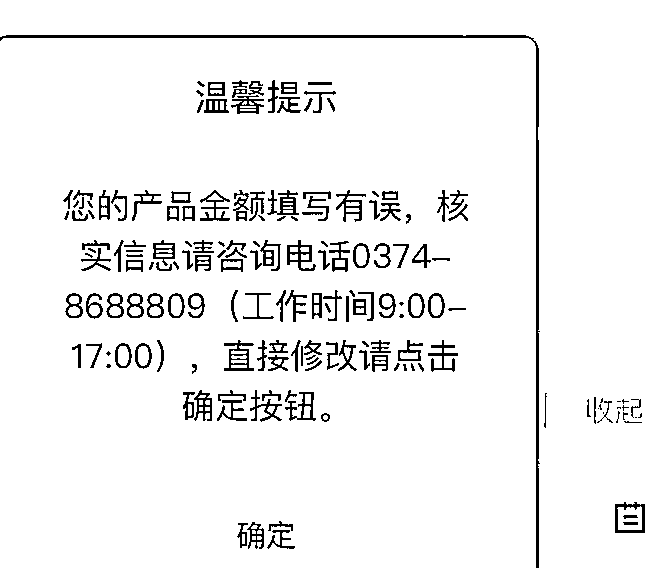 温馨提示
您的产品金额填写有误，核
实信息请咨询电话0374-
8688809（工作时间9:00-
17:00），直接修改请点击
确定按钮。
收起
确定